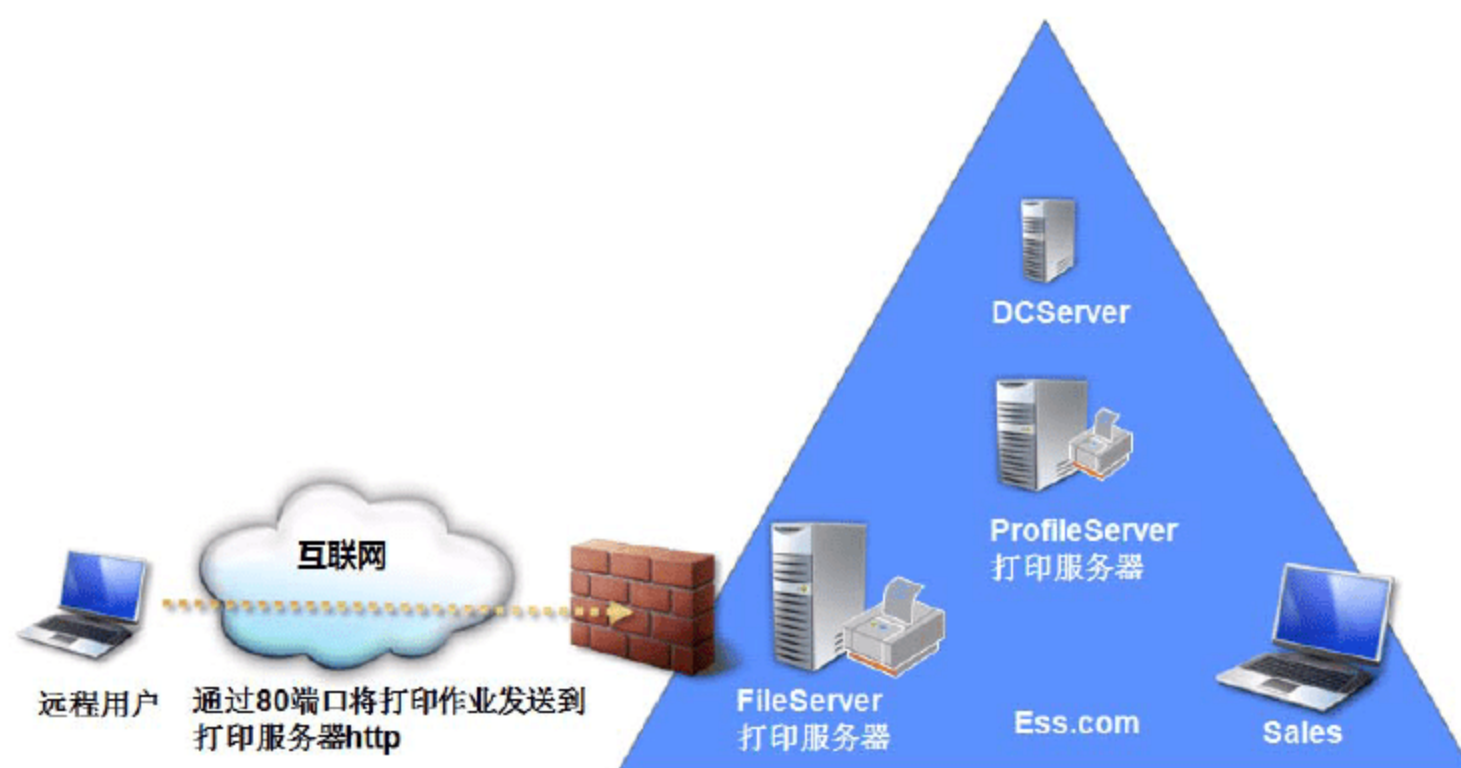 DCServer
ProfileServer
打印服务器
互联网
远程用户
通过80端口将打印作业发送到
打印服务器http
FileServer
打印服务器
Ess.com
Sales